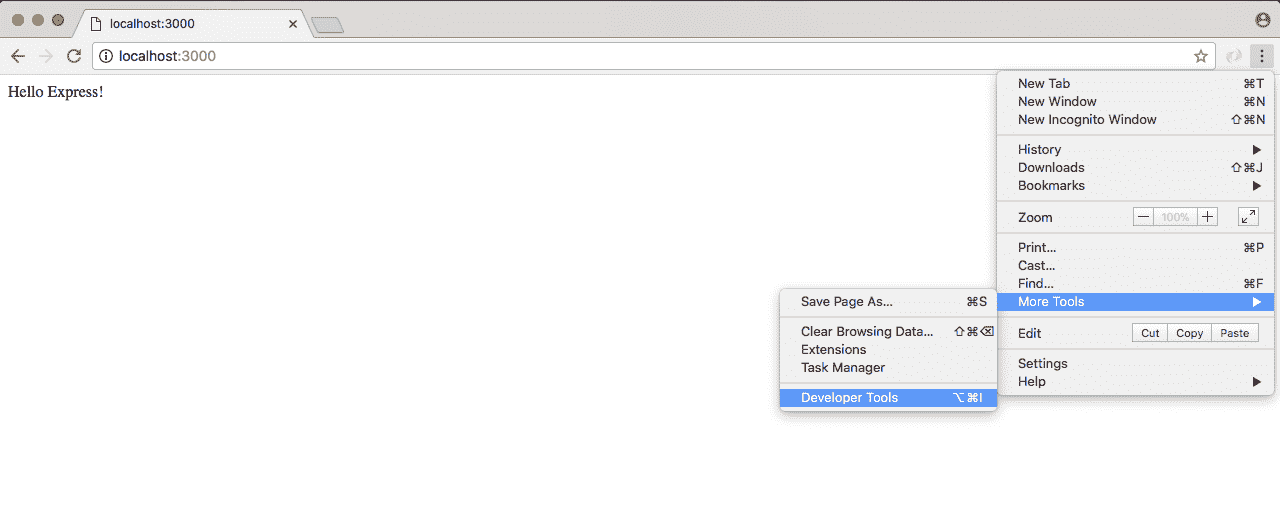 localhost:3000
localhost:3000
Hello Express!
New Tab ⌘T
New Window ⌘N
New Incognito Window ⇧⌘N
History
Downloads ⇧⌘J
Bookmarks
Zoom − 100% +
Print... ⌘P
Cast...
Find... ⌘F
More Tools
Edit Cut Copy Paste
Settings
Help
Save Page As... ⌘S
Clear Browsing Data... ⇧⌘⌫
Extensions
Task Manager
Developer Tools ⌥⌘I